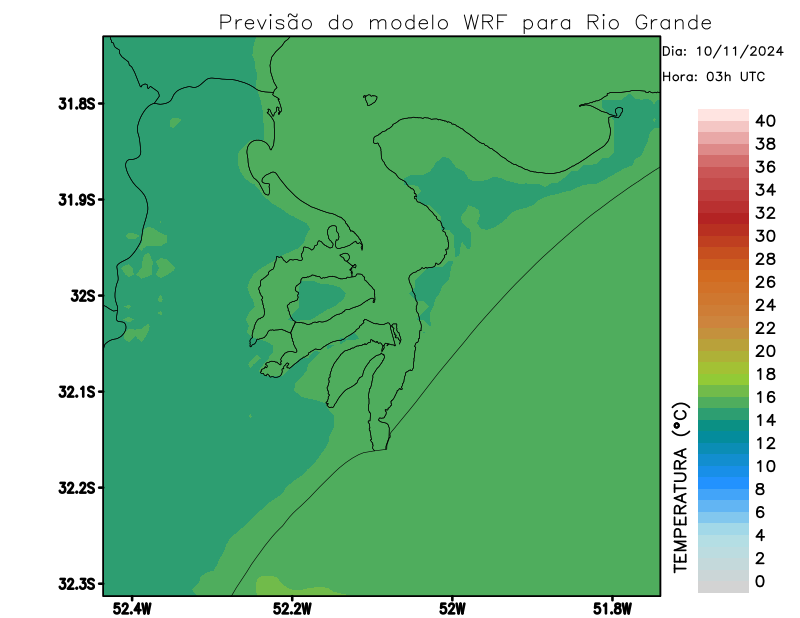 Previsão do modelo WRF para Rio Grande
Dia: 10/11/2024
Hora: 03h UTC
31.8S
31.9S
32S
32.1S
32.2S
32.3S
52.4W
52.2W
52W
51.8W
TEMPERATURA (°C)
40
38
36
34
32
30
28
26
24
22
20
18
16
14
12
10
8
6
4
2
0